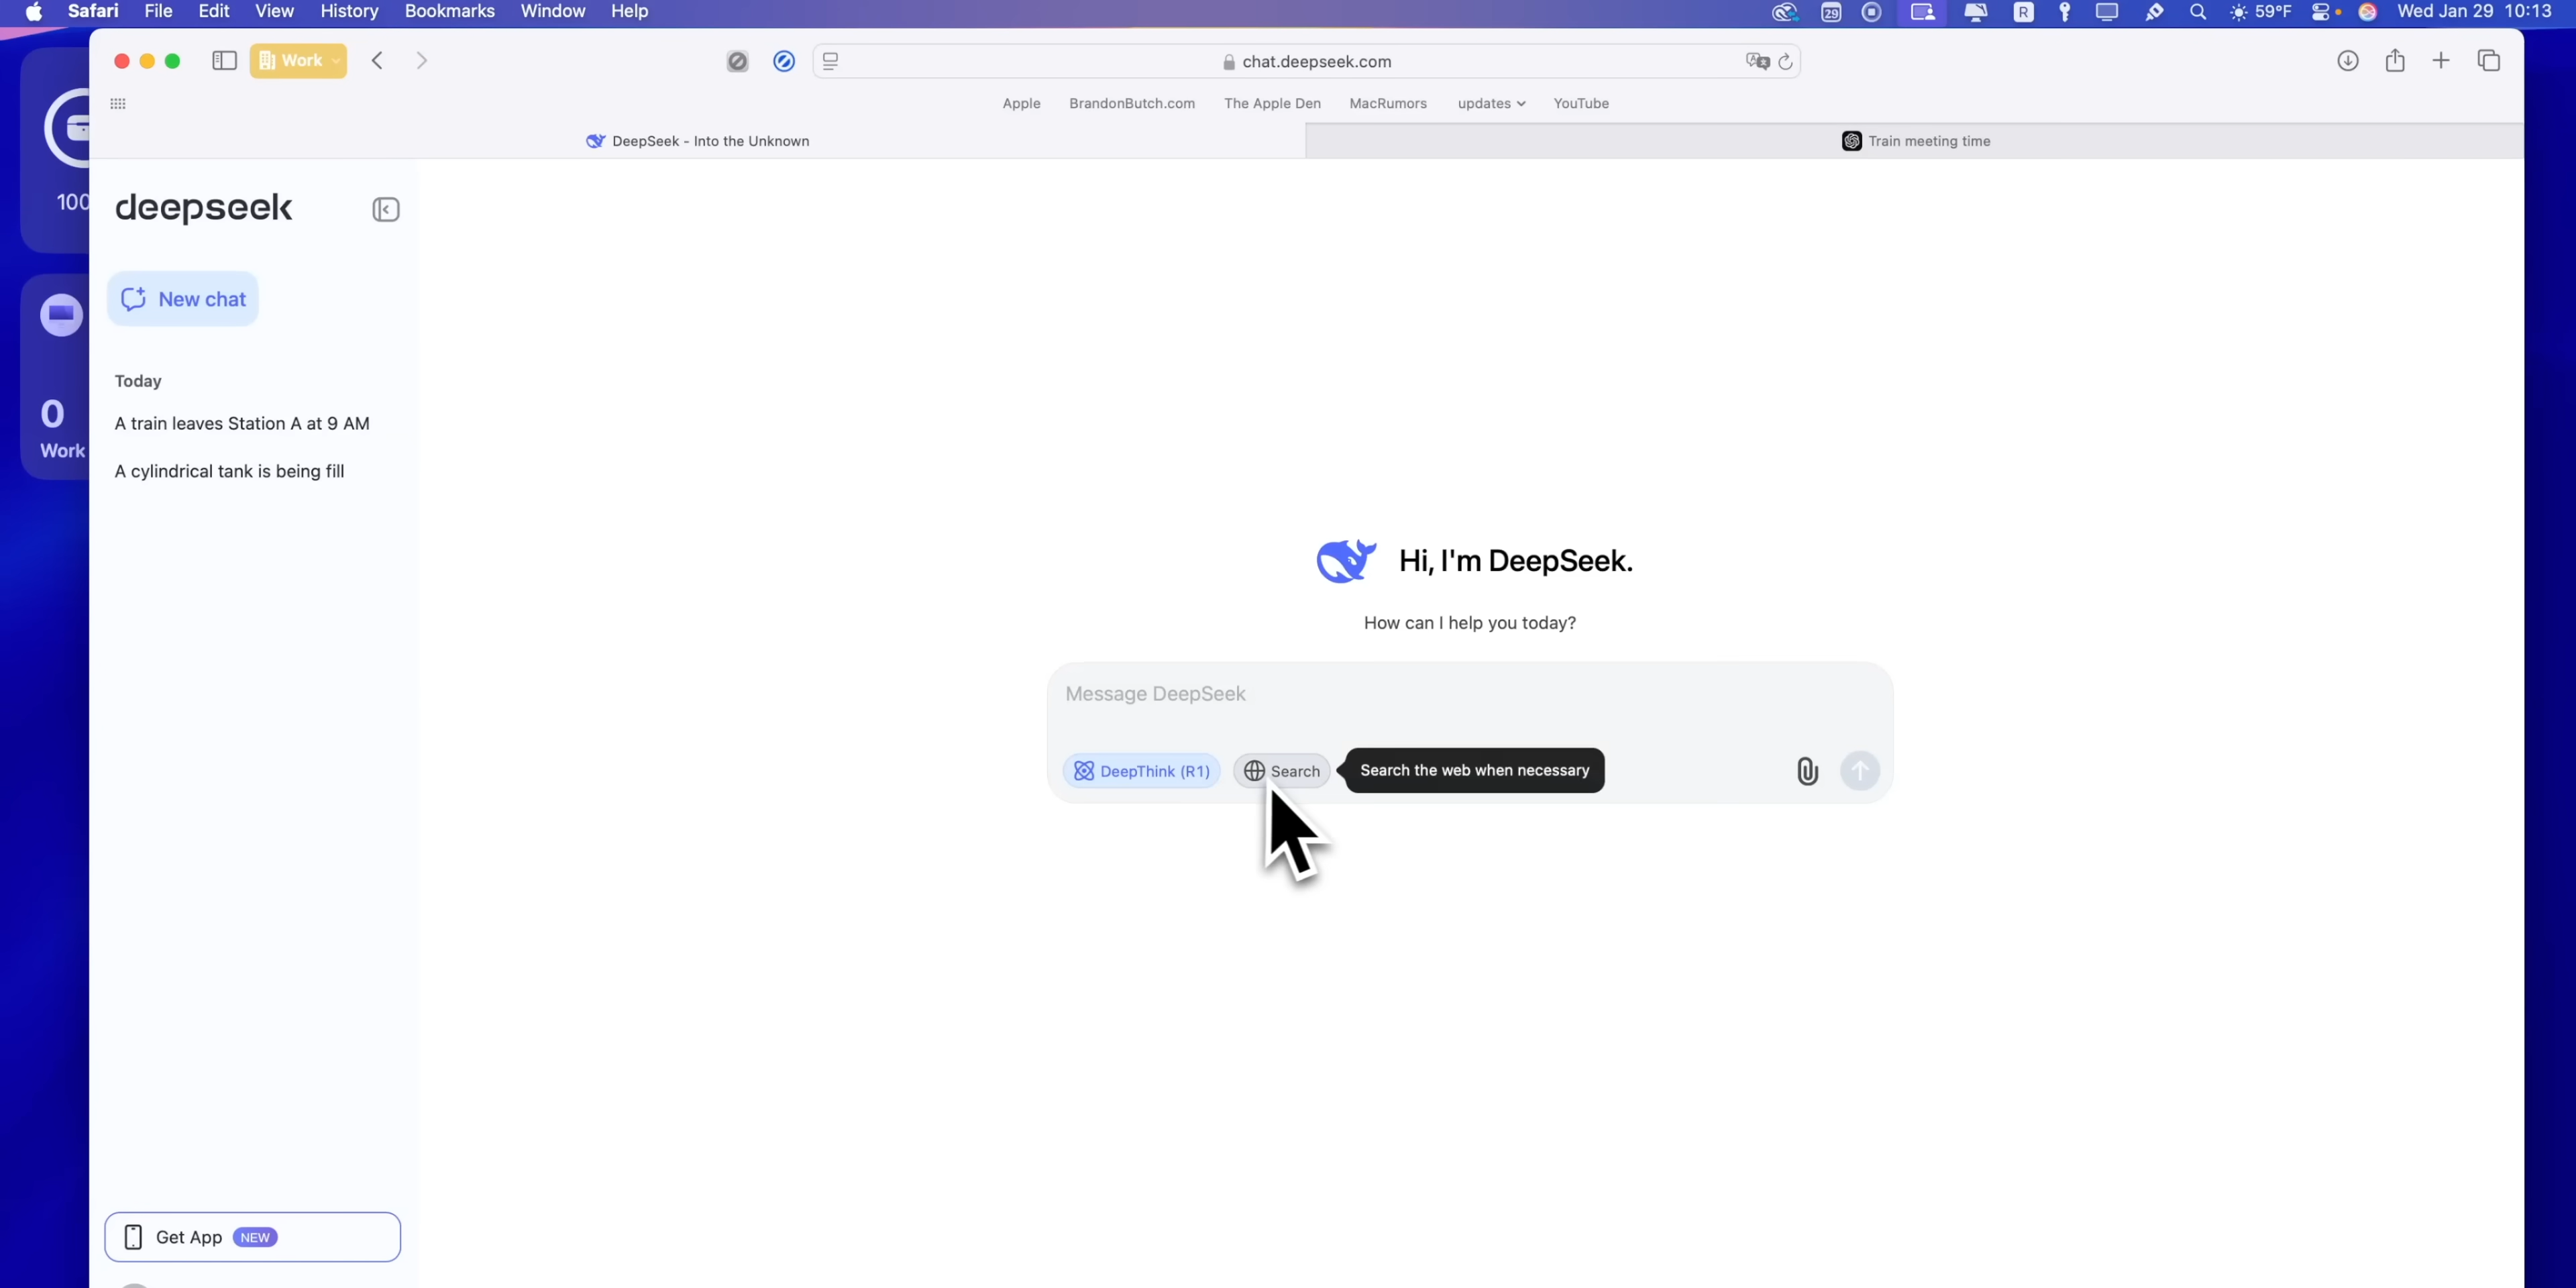 Safari File Edit View History Bookmarks Window Help
29 R 59°F Wed Jan 29 10:13
Work
chat.deepseek.com
Apple BrandonButch.com The Apple Den MacRumors updates YouTube
DeepSeek - Into the Unknown
Train meeting time
100
0
Work
deepseek
New chat
Today
A train leaves Station A at 9 AM
A cylindrical tank is being fill
Hi, I'm DeepSeek.
How can I help you today?
Message DeepSeek
DeepThink (R1) Search Search the web when necessary
Get App NEW